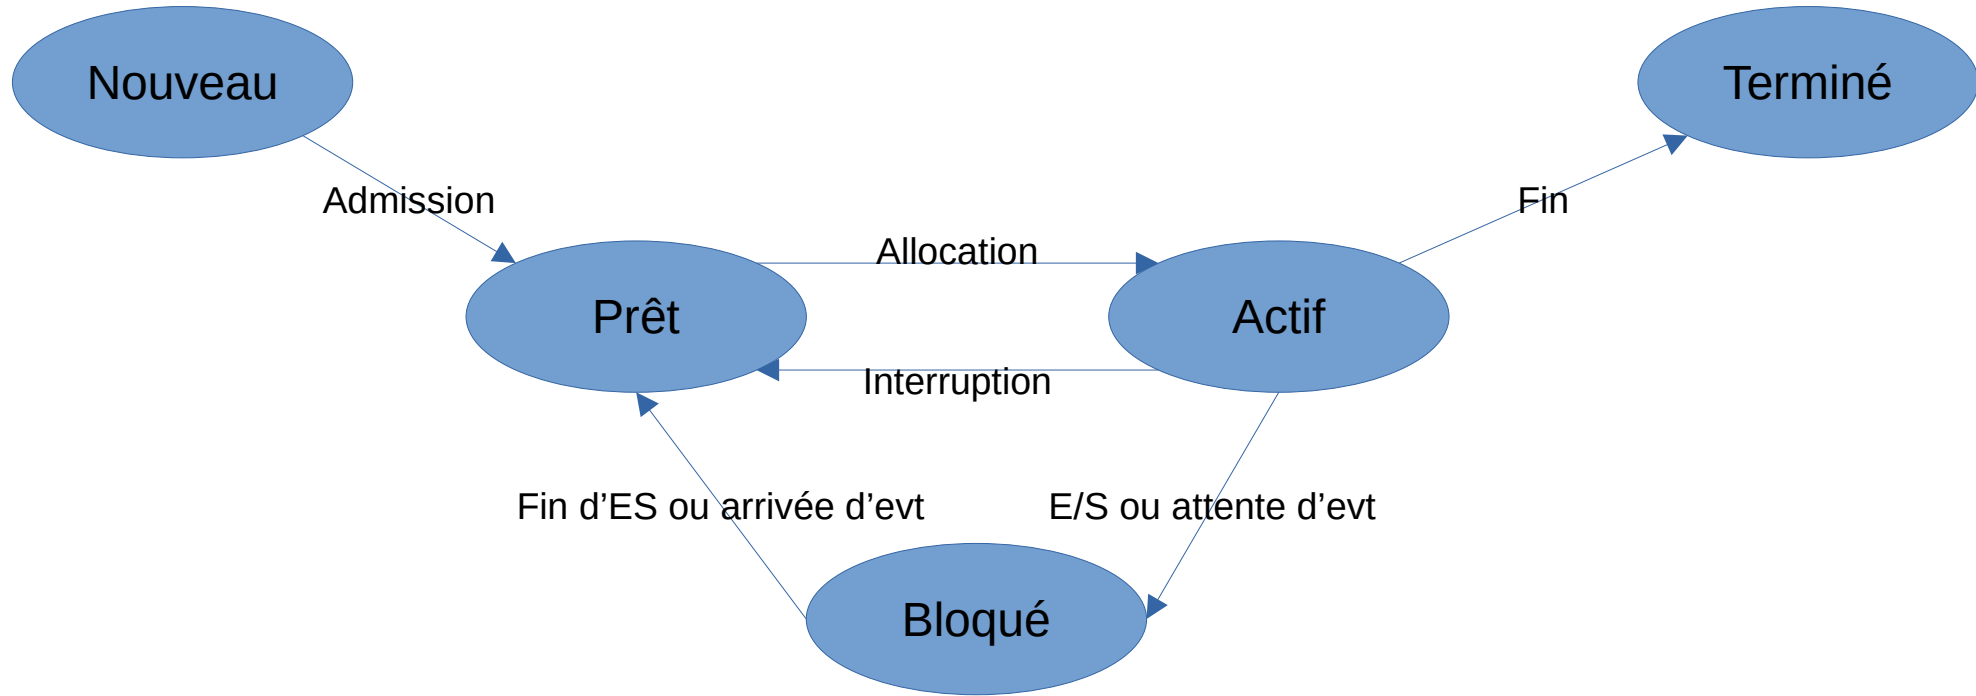 Nouveau
Terminé
Admission
Fin
Allocation
Prêt
Actif
Interruption
Fin d’ES ou arrivée d’evt
E/S ou attente d’evt
Bloqué